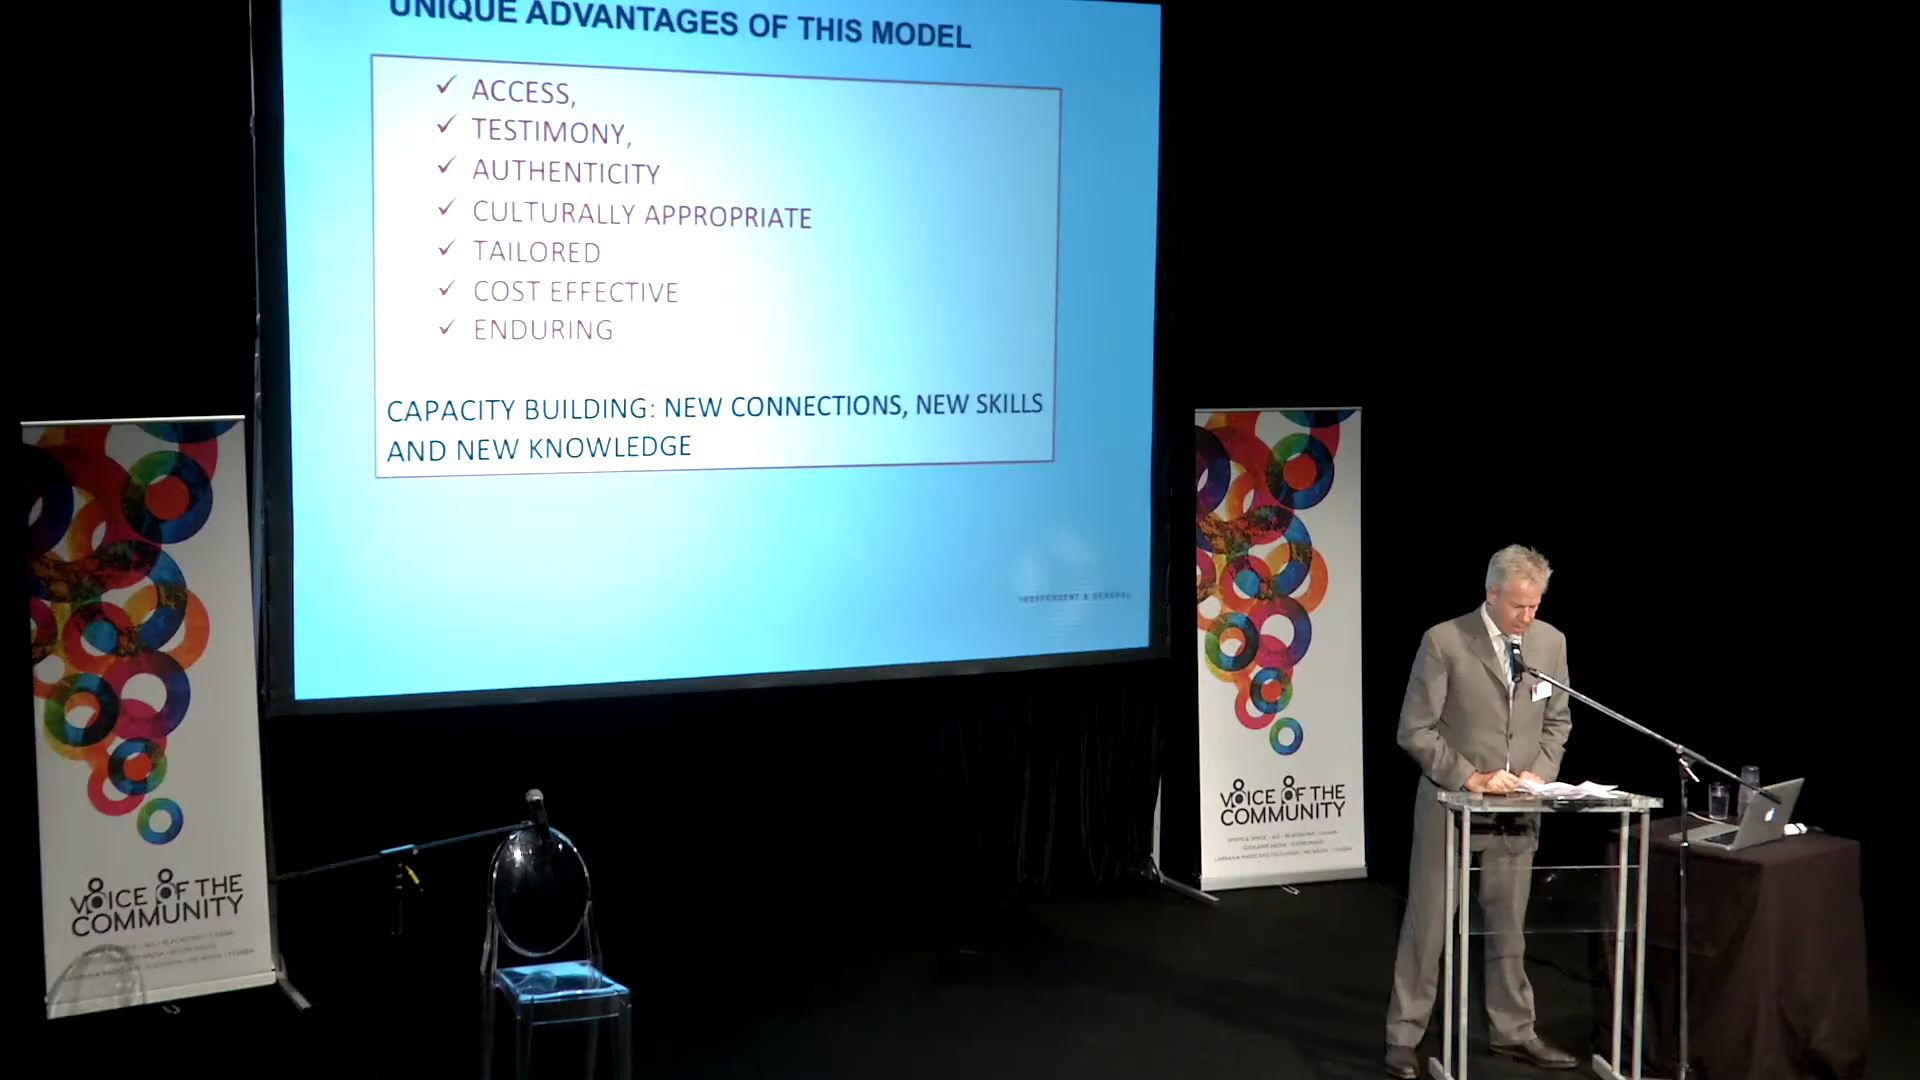 UNIQUE ADVANTAGES OF THIS MODEL
✓ ACCESS,
✓ TESTIMONY,
✓ AUTHENTICITY
✓ CULTURALLY APPROPRIATE
✓ TAILORED
✓ COST EFFECTIVE
✓ ENDURING
CAPACITY BUILDING: NEW CONNECTIONS, NEW SKILLS
AND NEW KNOWLEDGE
INDEPENDENT & GENERAL
VOICE OF THE
COMMUNITY
VOICE OF THE
COMMUNITY